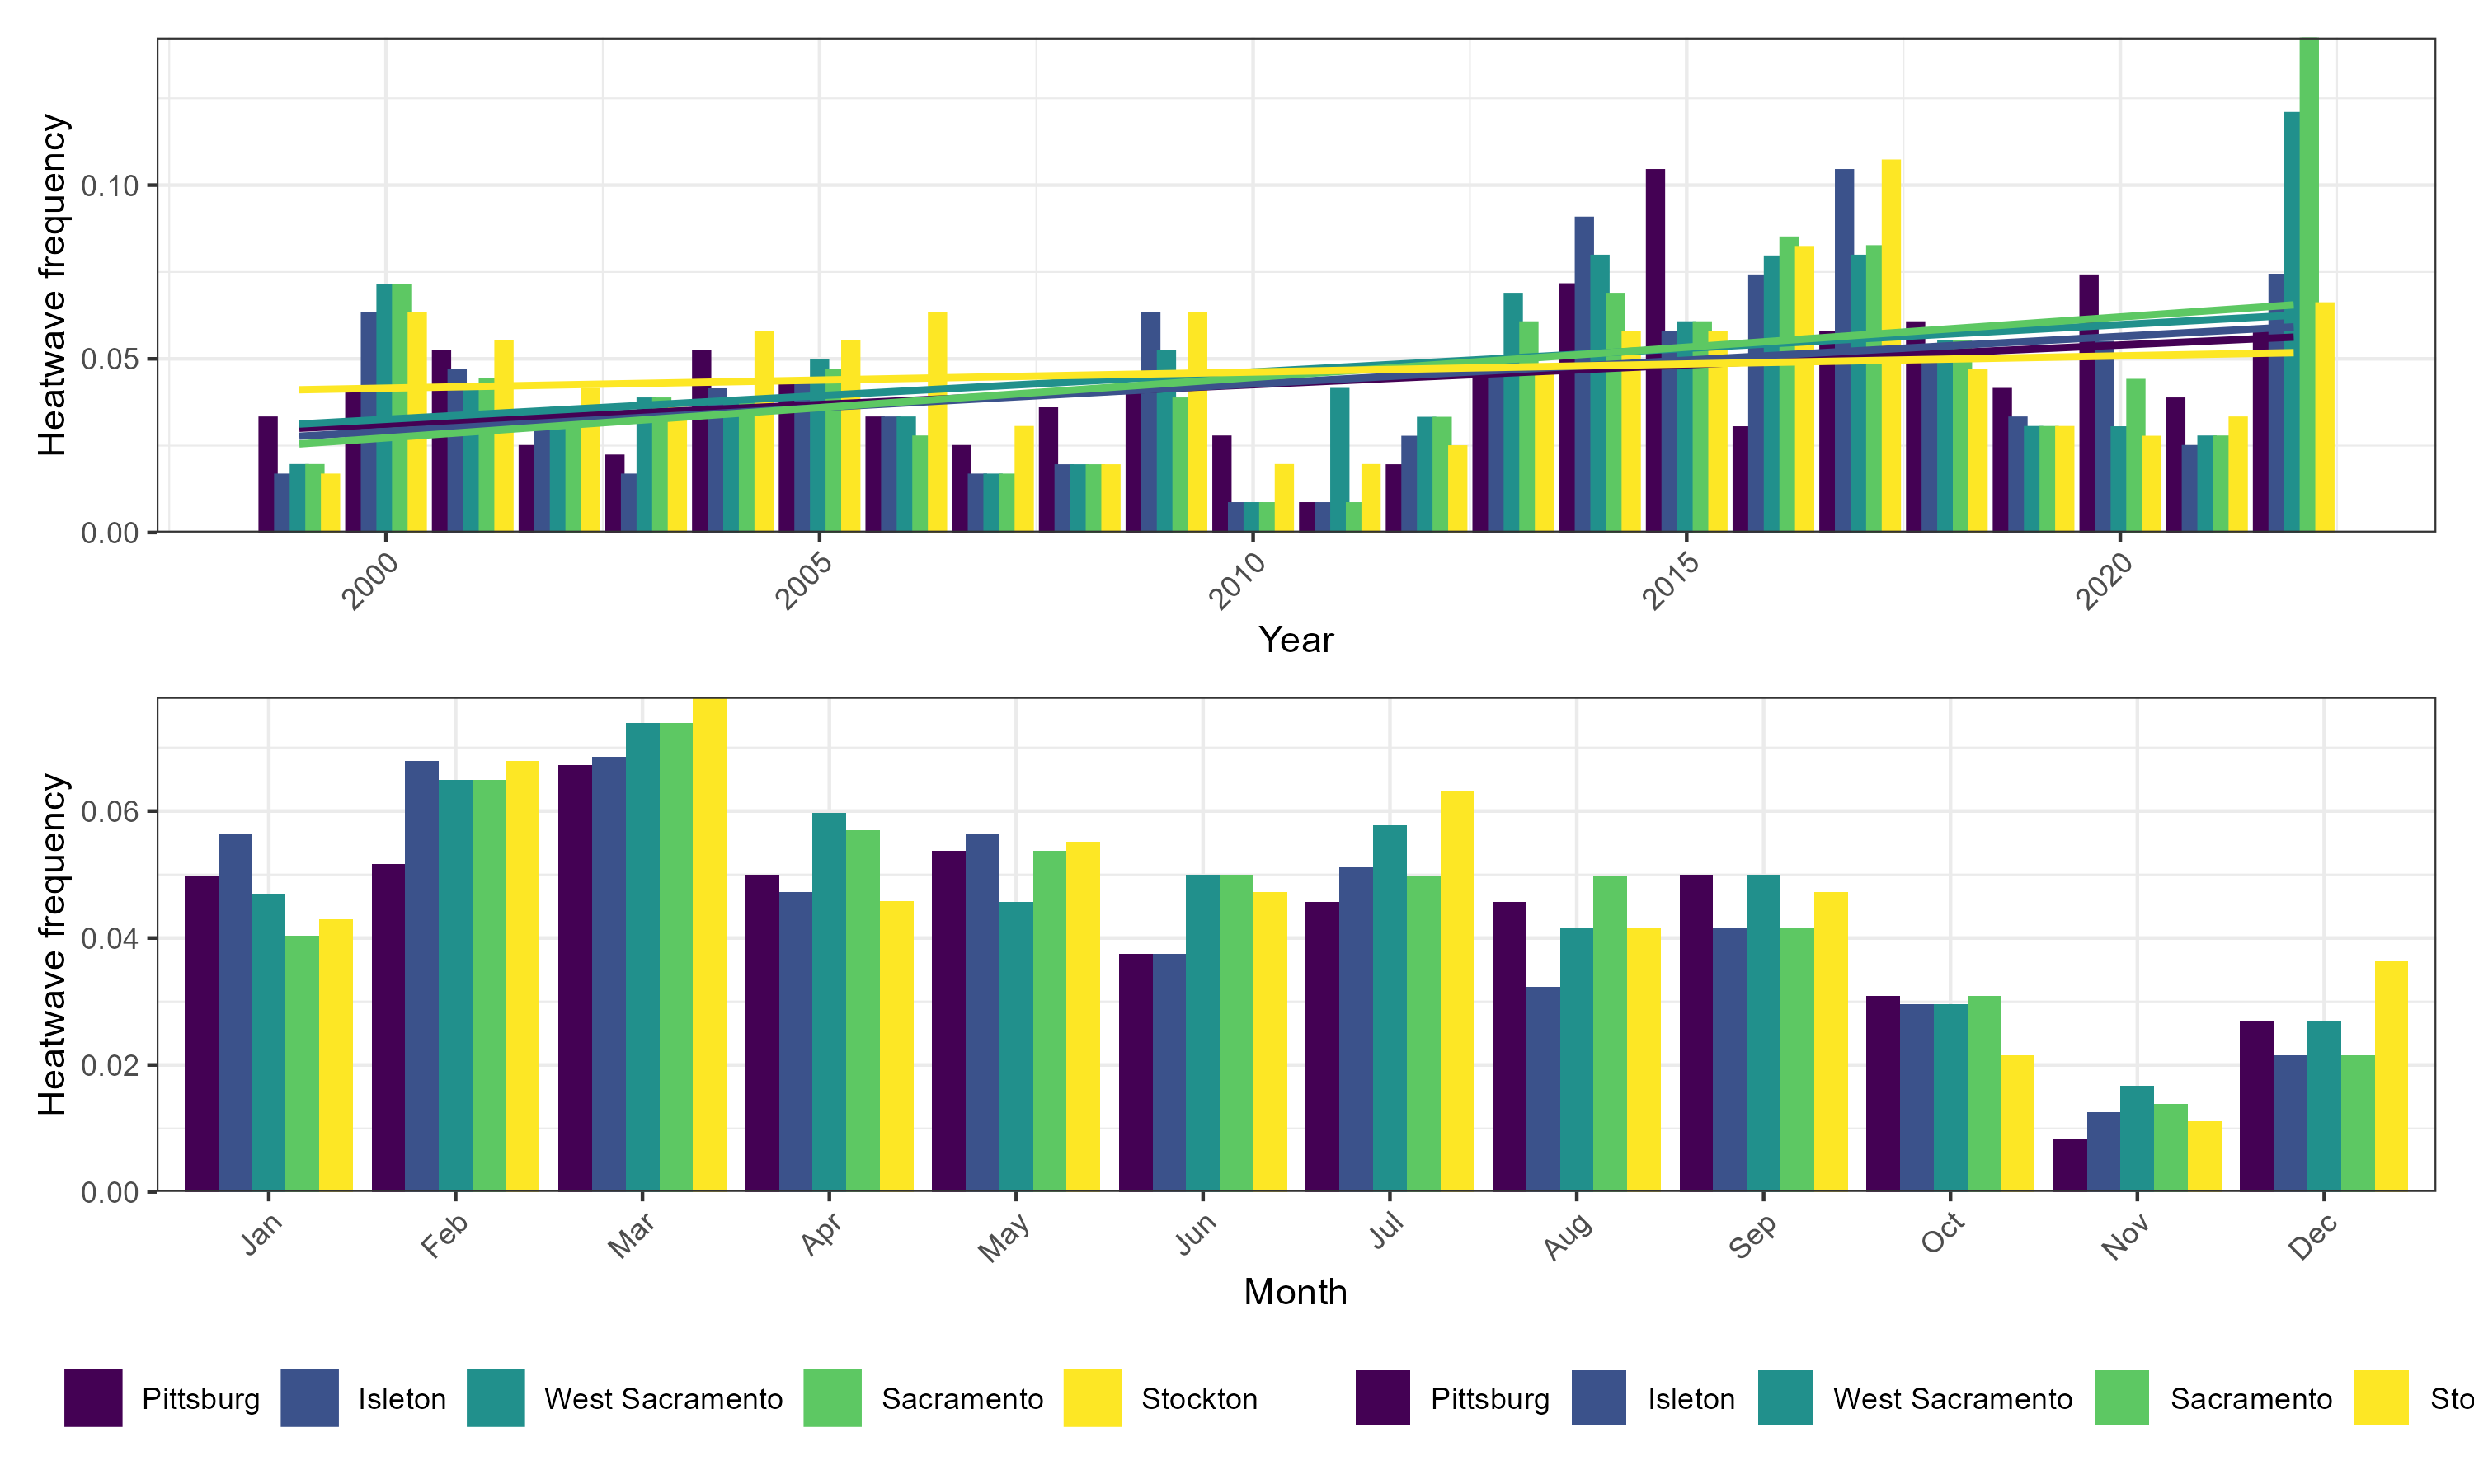 Heatwave frequency
0.10
0.05
0.00
2000 2005 2010 2015 2020
Year
Heatwave frequency
0.06
0.04
0.02
0.00
Jan Feb Mar Apr May Jun Jul Aug Sep Oct Nov Dec
Month
Pittsburg Isleton West Sacramento Sacramento Stockton Pittsburg Isleton West Sacramento Sacramento Sto